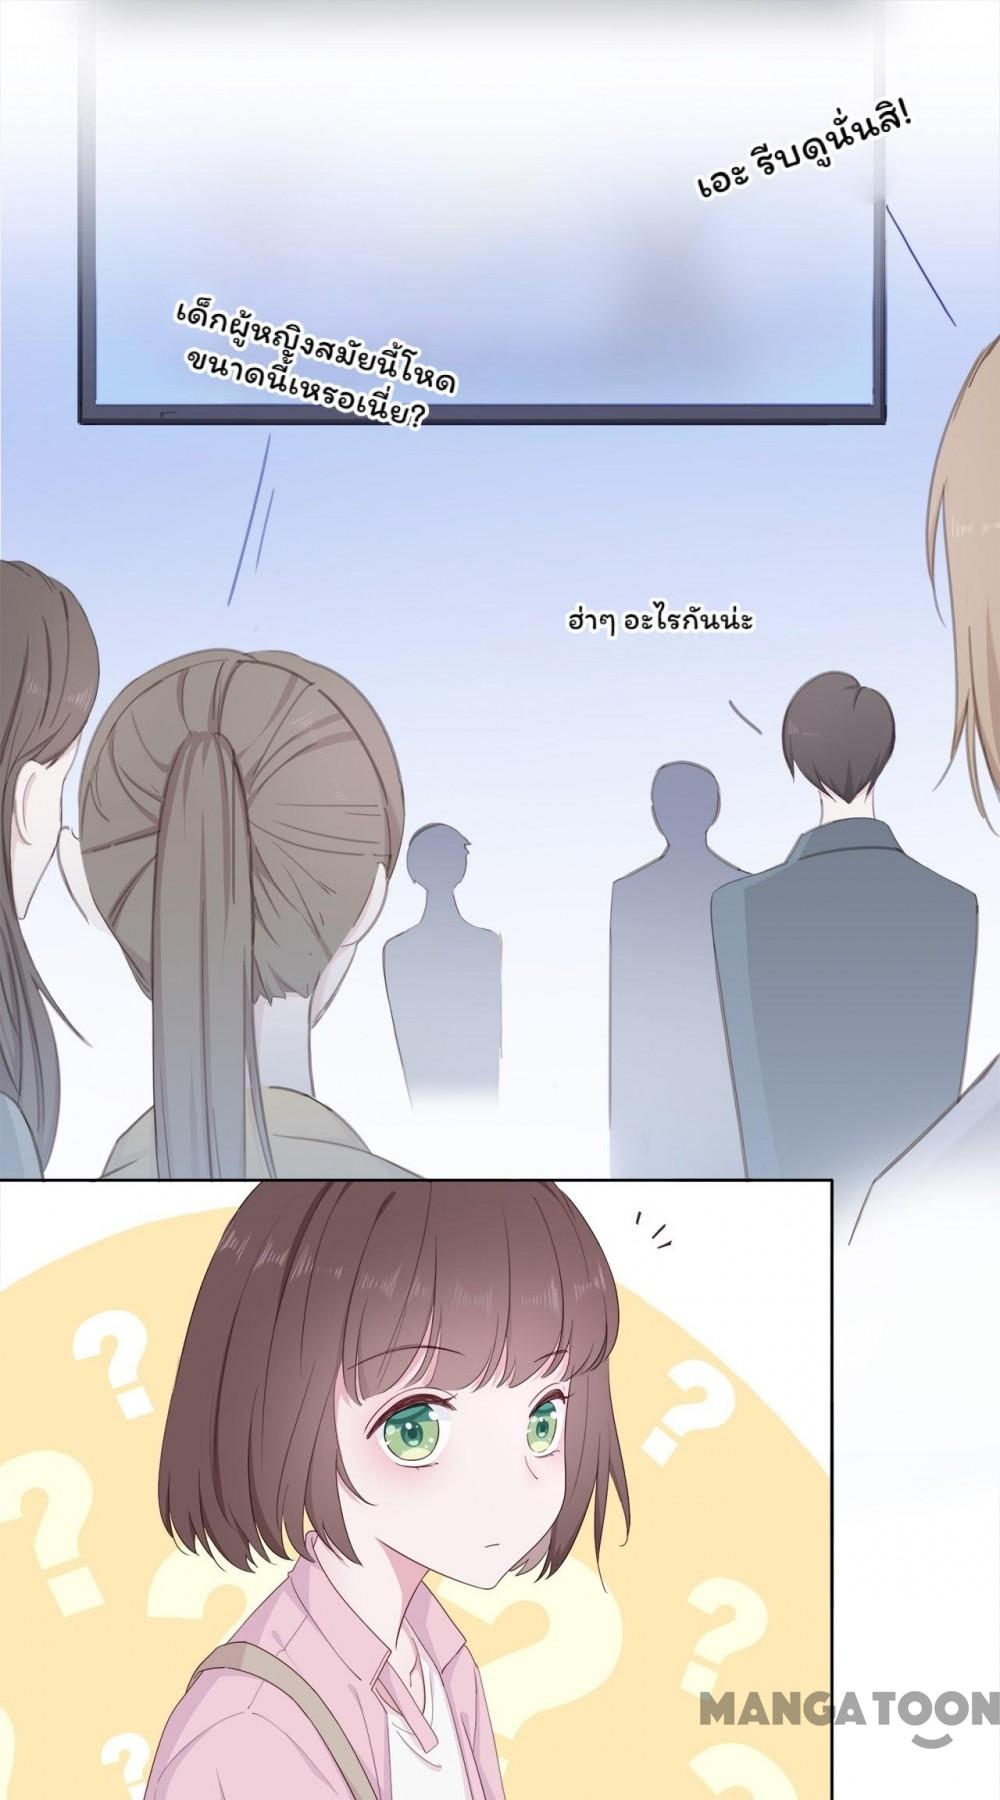 เอะ รีบดูนั่นสิ!
เด็กผู้หญิงสมัยนี้โหด
ขนาดนี้เหรอเนี่ย?
ฮ่าๆ อะไรกันน่ะ
? ? ? ? ? ? ?
MANGATOON